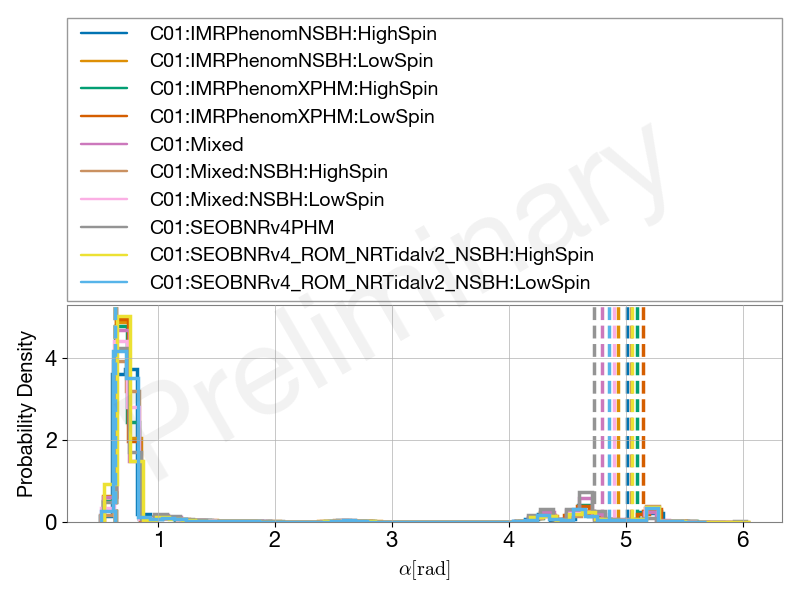 C01:IMRPhenomNSBH:HighSpin
C01:IMRPhenomNSBH:LowSpin
C01:IMRPhenomXPHM:HighSpin
C01:IMRPhenomXPHM:LowSpin
C01:Mixed
C01:Mixed:NSBH:HighSpin
C01:Mixed:NSBH:LowSpin
C01:SEOBNRv4PHM
C01:SEOBNRv4_ROM_NRTidalv2_NSBH:HighSpin
C01:SEOBNRv4_ROM_NRTidalv2_NSBH:LowSpin
Preliminary
Probability Density
4
2
0
1 2 3 4 5 6
α[rad]